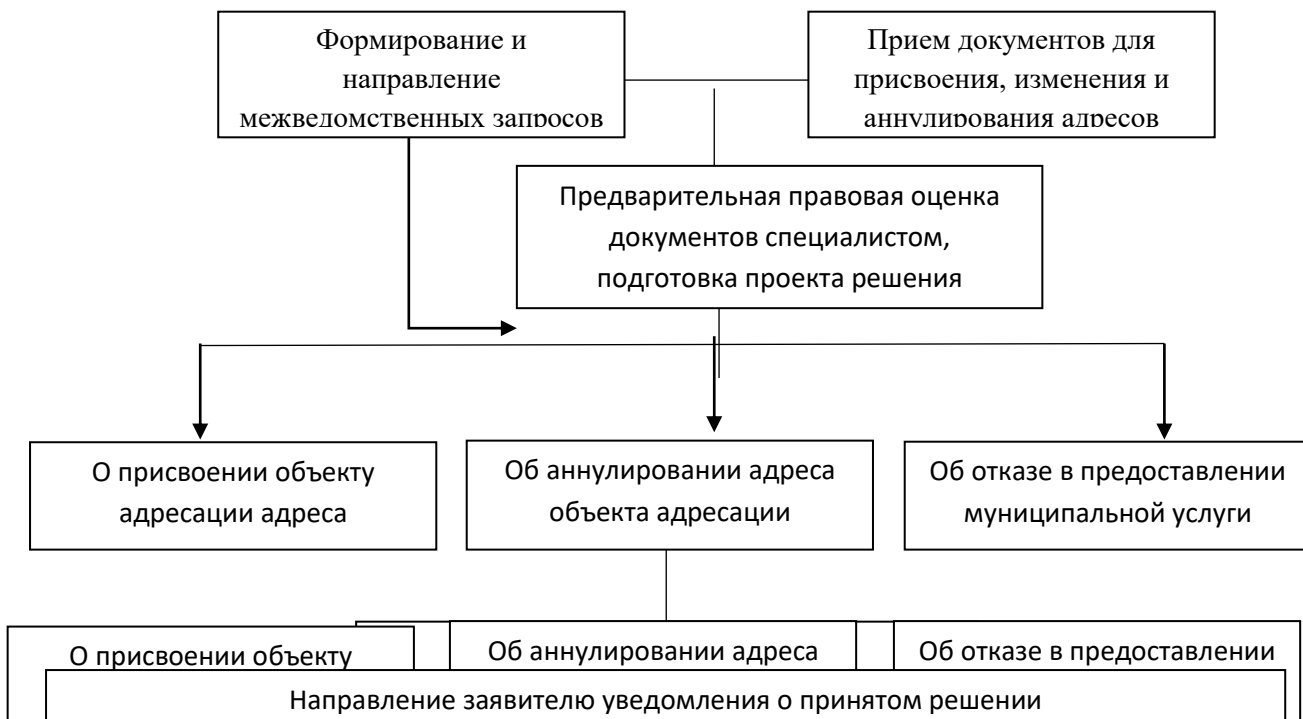 Формирование и
направление
межведомственных запросов
Прием документов для
присвоения, изменения и
аннулирования адресов
Предварительная правовая оценка
документов специалистом,
подготовка проекта решения
О присвоении объекту
адресации адреса
Об аннулировании адреса
объекта адресации
Об отказе в предоставлении
муниципальной услуги
О присвоении объекту
Об аннулировании адреса
Об отказе в предоставлении
Направление заявителю уведомления о принятом решении